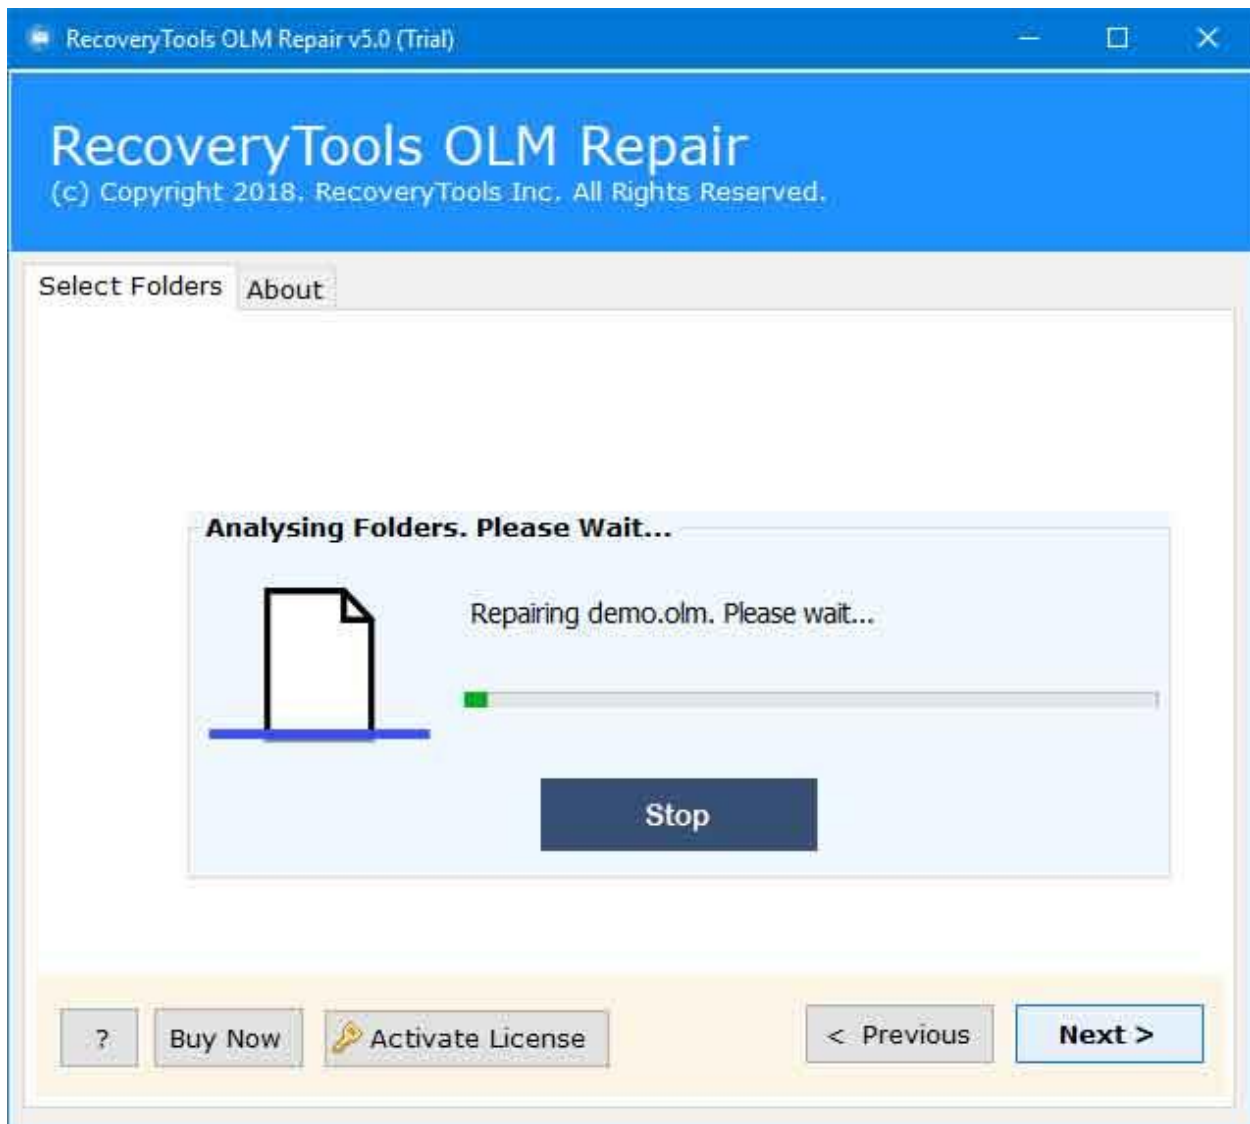 RecoveryTools OLM Repair v5.0 (Trial)
RecoveryTools OLM Repair
(c) Copyright 2018. RecoveryTools Inc. All Rights Reserved.
Select Folders About
Analysing Folders. Please Wait...
Repairing demo.olm. Please wait...
Stop
? Buy Now Activate License < Previous Next >